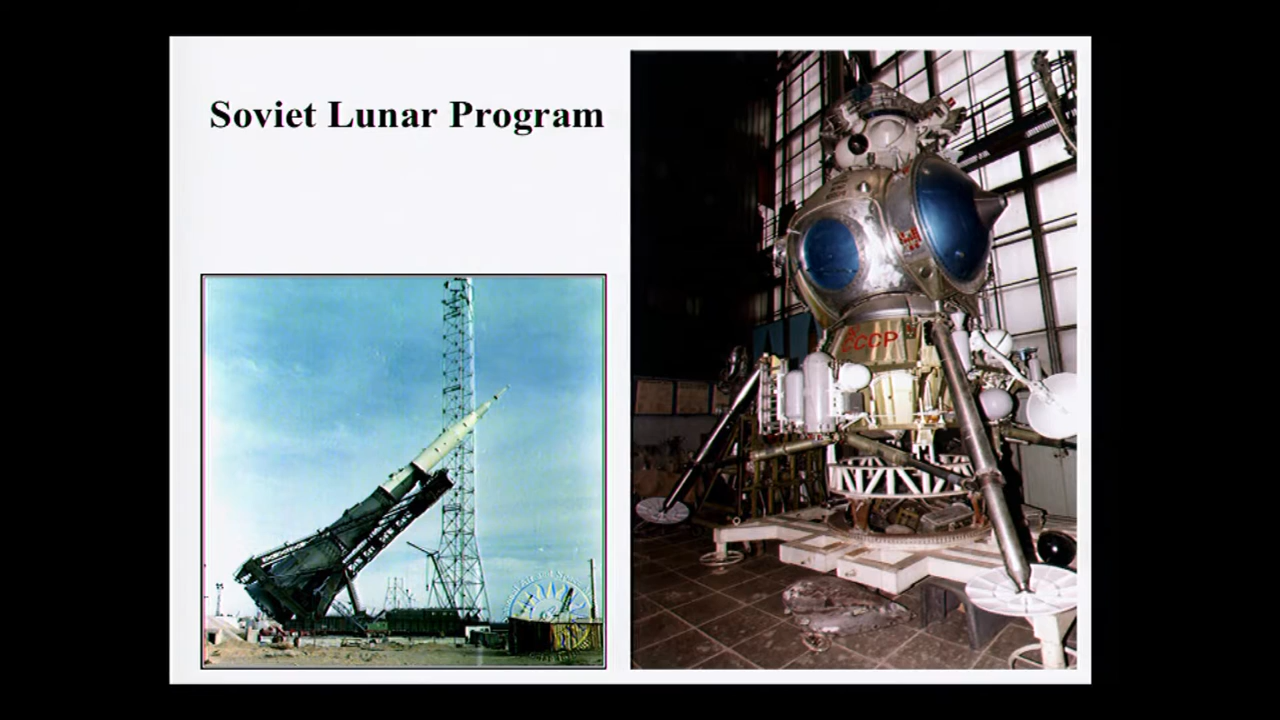 Soviet Lunar Program
СССР